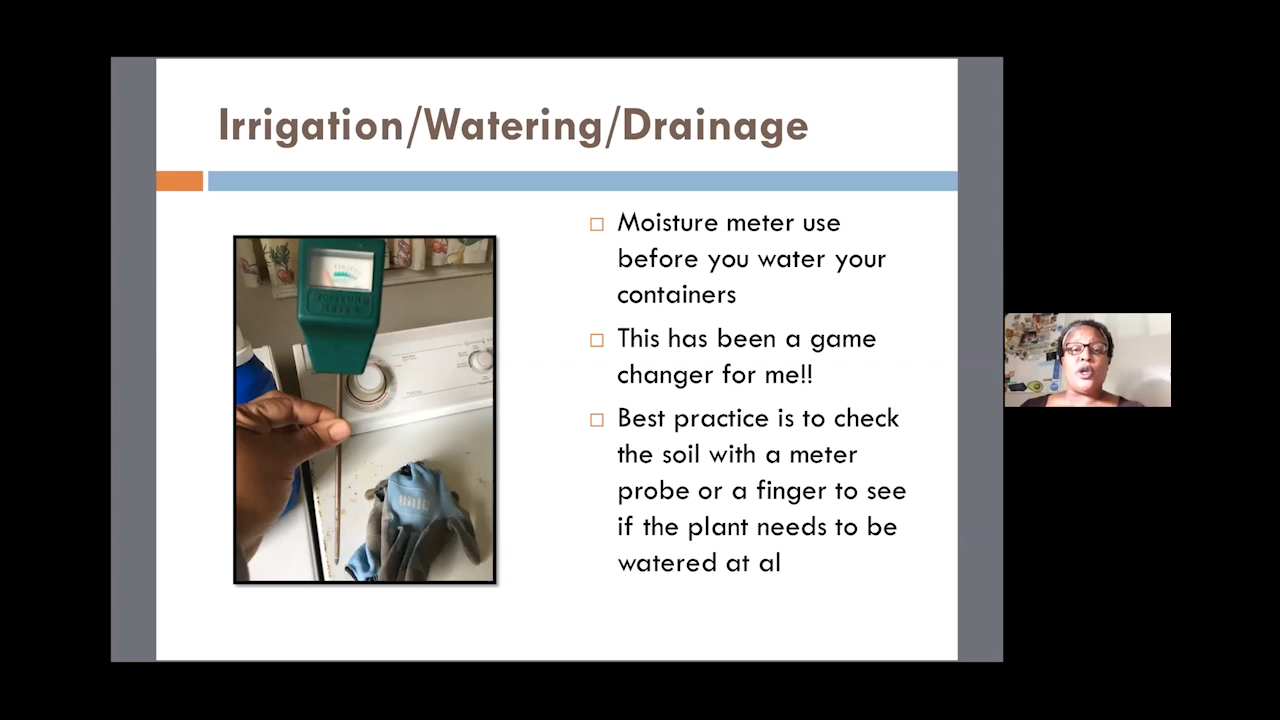 Irrigation/Watering/Drainage
Moisture meter use
before you water your
containers
This has been a game
changer for me!!
Best practice is to check
the soil with a meter
probe or a finger to see
if the plant needs to be
watered at al